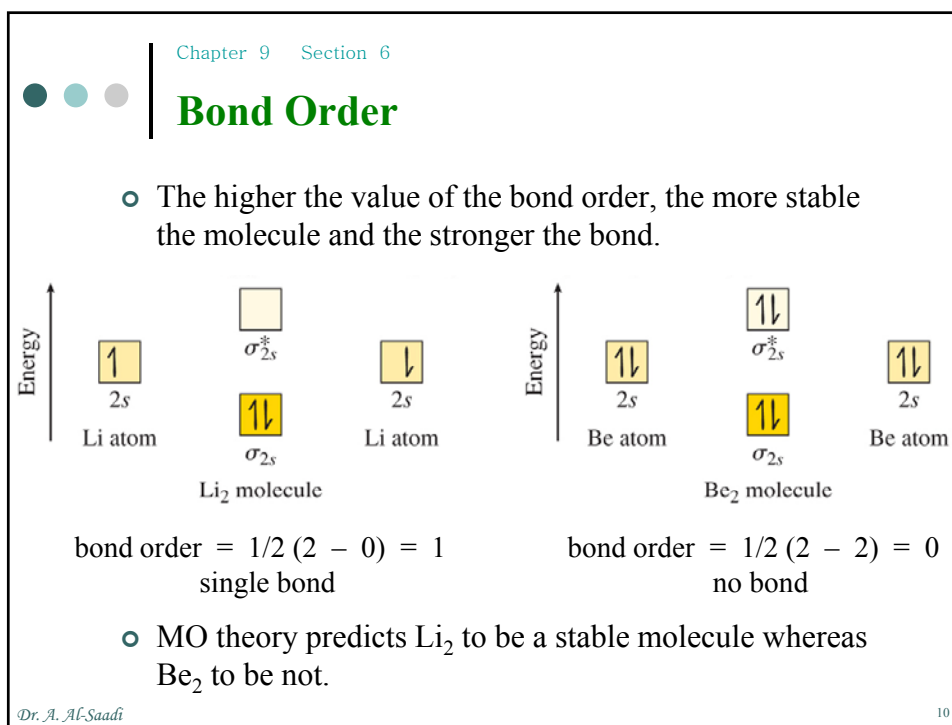 Chapter 9 Section 6
Bond Order
The higher the value of the bond order, the more stable
the molecule and the stronger the bond.
Energy
2s
Li atom
σ*2s
σ2s
Li2 molecule
2s
Li atom
Energy
2s
Be atom
σ*2s
σ2s
Be2 molecule
2s
Be atom
bond order = 1/2 (2 – 0) = 1
single bond
bond order = 1/2 (2 – 2) = 0
no bond
MO theory predicts Li2 to be a stable molecule whereas
Be2 to be not.
Dr. A. Al-Saadi
10